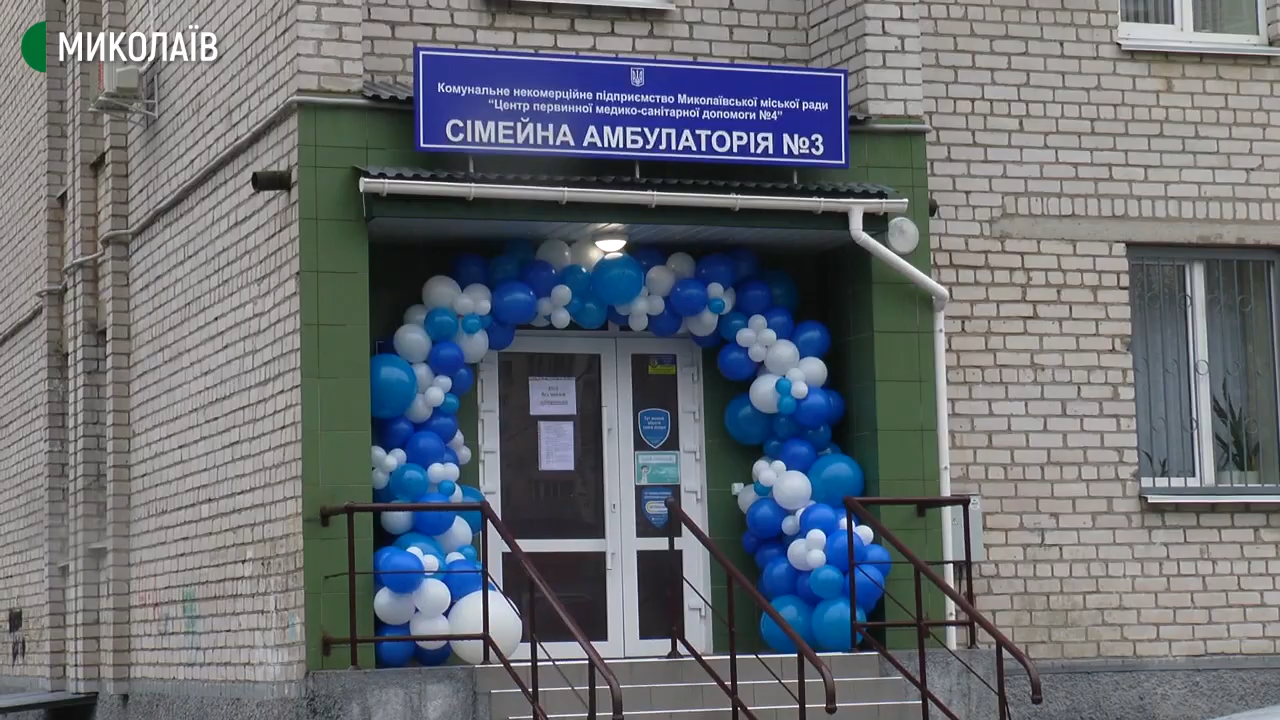 МИКОЛАЇВ
Комунальне некомерційне підприємство Миколаївської міської ради
“Центр первинної медико-санітарної допомоги №4”
СІМЕЙНА АМБУЛАТОРІЯ №3